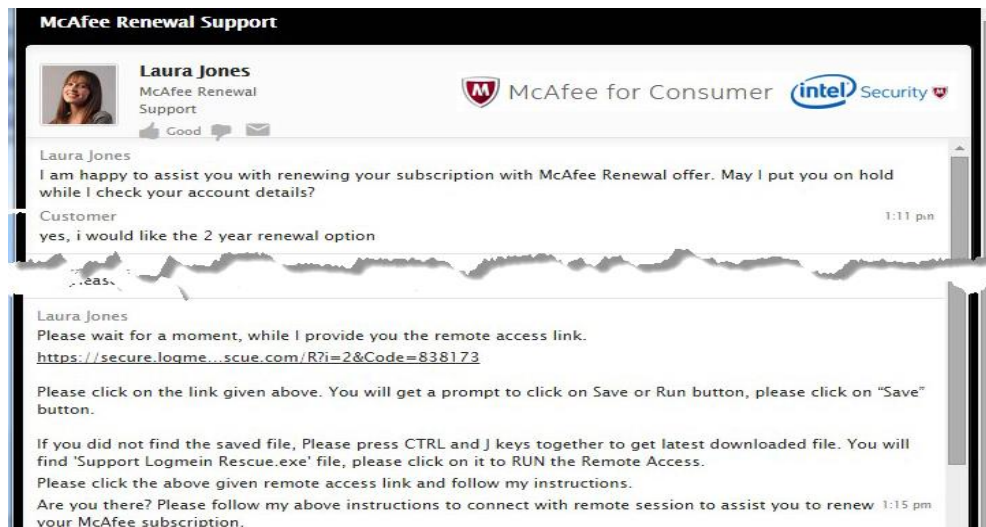 McAfee Renewal Support
Laura Jones
McAfee Renewal
Support
Good
McAfee for Consumer
intel Security
Laura Jones
I am happy to assist you with renewing your subscription with McAfee Renewal offer. May I put you on hold
while I check your account details?
Customer
1:11 pm
yes, i would like the 2 year renewal option
Laura Jones
Please wait for a moment, while I provide you the remote access link.
https://secure.logme...scue.com/R?i=2&Code=838173
Please click on the link given above. You will get a prompt to click on Save or Run button, please click on “Save”
button.
If you did not find the saved file, Please press CTRL and J keys together to get latest downloaded file. You will
find 'Support Logmein Rescue.exe' file, please click on it to RUN the Remote Access.
Please click the above given remote access link and follow my instructions.
Are you there? Please follow my above instructions to connect with remote session to assist you to renew 1:15 pm
your McAfee subscription.